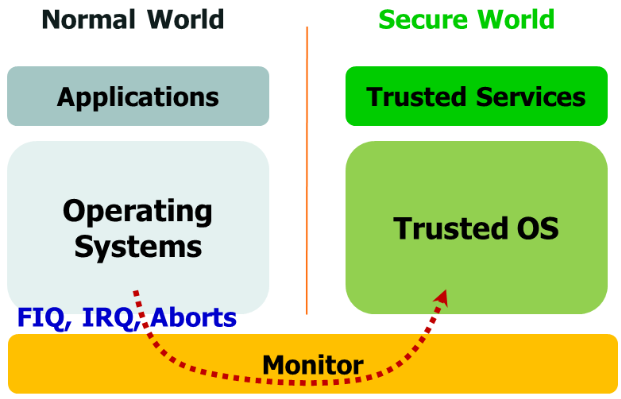 Normal World
Secure World
Applications
Trusted Services
Operating
Systems
Trusted OS
FIQ, IRQ, Aborts
Monitor